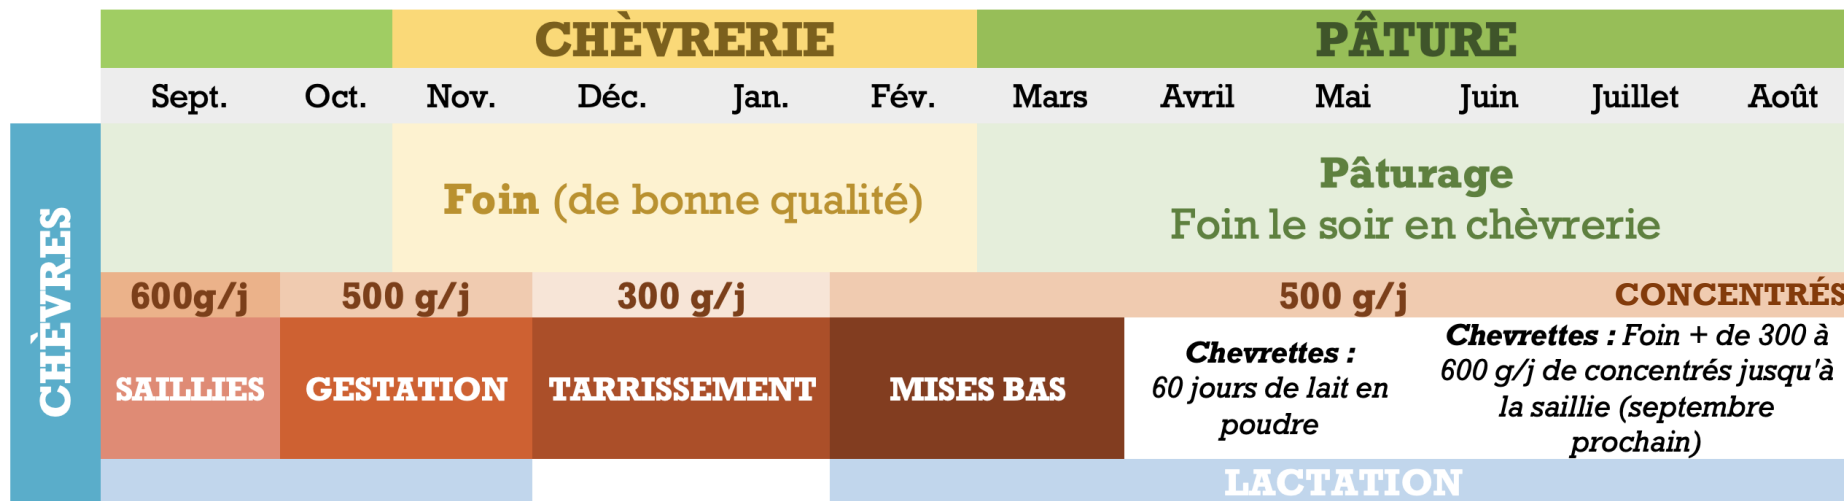 CHÈVRERIE PÂTURE
Sept. Oct. Nov. Déc. Jan. Fév. Mars Avril Mai Juin Juillet Août
CHÈVRES
Foin (de bonne qualité)
Pâturage
Foin le soir en chèvrerie
600g/j 500 g/j 300 g/j 500 g/j CONCENTRÉS
SAILLIES GESTATION TARRISSEMENT MISES BAS
Chevrettes :
60 jours de lait en
poudre
Chevrettes : Foin + de 300 à
600 g/j de concentrés jusqu'à
la saillie (septembre
prochain)
LACTATION